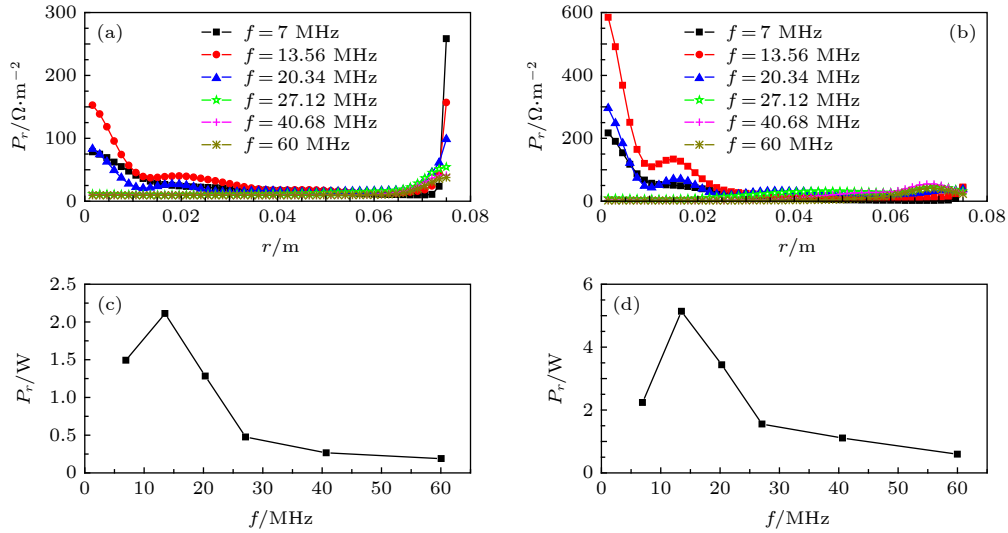 (a)
f = 7 MHz
f = 13.56 MHz
f = 20.34 MHz
f = 27.12 MHz
f = 40.68 MHz
f = 60 MHz
300
250
200
150
100
50
0
P_r/Ω·m⁻²
0 0.02 0.04 0.06 0.08
r/m
(b)
f = 7 MHz
f = 13.56 MHz
f = 20.34 MHz
f = 27.12 MHz
f = 40.68 MHz
f = 60 MHz
600
400
200
0
P_r/Ω·m⁻²
0 0.02 0.04 0.06 0.08
r/m
(c)
2.5
2.0
1.5
1.0
0.5
0
P_r/W
0 10 20 30 40 50 60
f/MHz
(d)
6
4
2
0
P_r/W
0 10 20 30 40 50 60
f/MHz